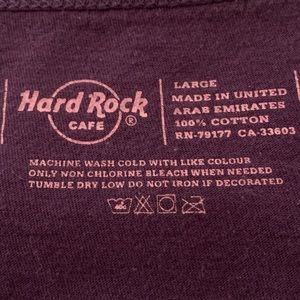 Hard Rock
CAFE ®
LARGE
MADE IN UNITED
ARAB EMIRATES
100% COTTON
RN-79177 CA-33603
MACHINE WASH COLD WITH LIKE COLOUR
ONLY NON CHLORINE BLEACH WHEN NEEDED
TUMBLE DRY LOW DO NOT IRON IF DECORATED